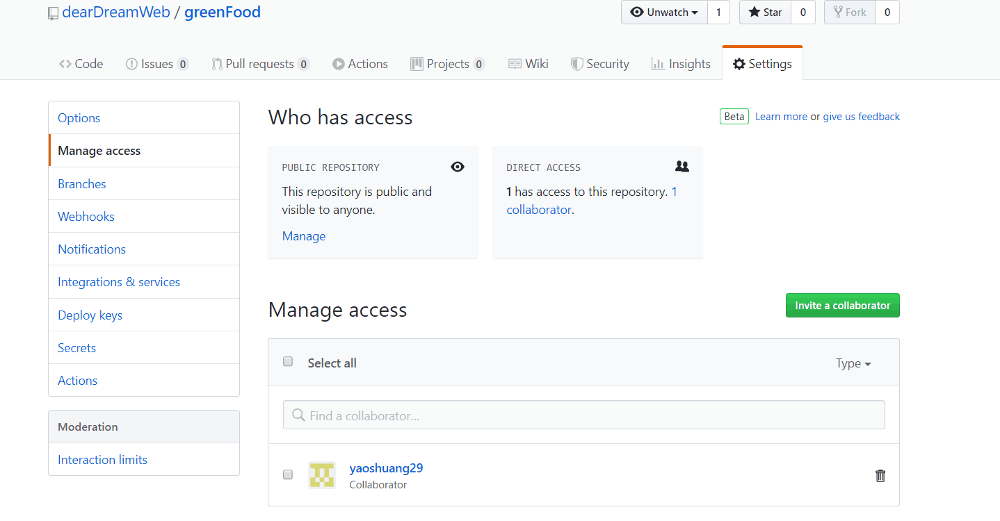 dearDreamWeb / greenFood
Unwatch 1 Star 0 Fork 0
Code Issues 0 Pull requests 0 Actions Projects 0 Wiki Security Insights Settings
Options
Manage access
Branches
Webhooks
Notifications
Integrations & services
Deploy keys
Secrets
Actions
Moderation
Interaction limits
Who has access
Beta Learn more or give us feedback
PUBLIC REPOSITORY
This repository is public and
visible to anyone.
Manage
DIRECT ACCESS
1 has access to this repository. 1
collaborator.
Manage access
Invite a collaborator
Select all Type
Find a collaborator...
yaoshuang29
Collaborator